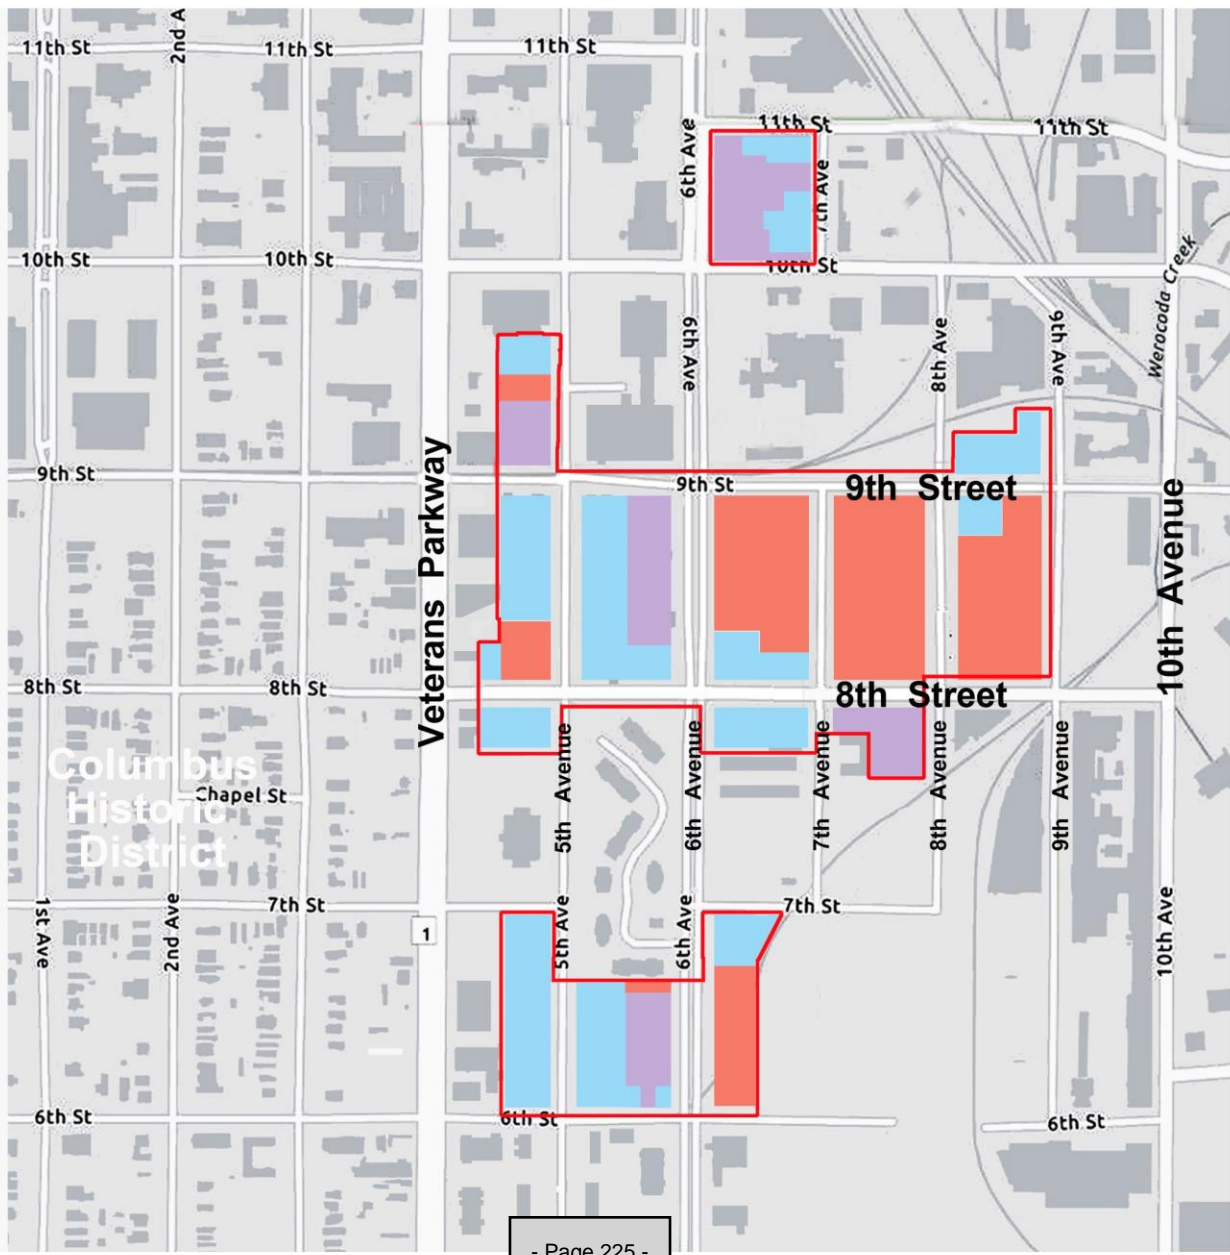 2nd A
11th St
11th St
11th St
11th St
11th St
6th Ave
7th Ave
10th St
10th St
10th St
Werocoda Creek
6th Ave
8th Ave
9th Ave
Veterans Parkway
9th St
9th St
9th Street
10th Avenue
8th St
8th St
8th Street
Columbus
Historic
District
Chapel St
5th Avenue
6th Avenue
7th Avenue
8th Avenue
9th Avenue
1st Ave
2nd Ave
7th St
7th St
1
5th Ave
6th Ave
10th Ave
6th St
6th St
6th St
- Page 225 -